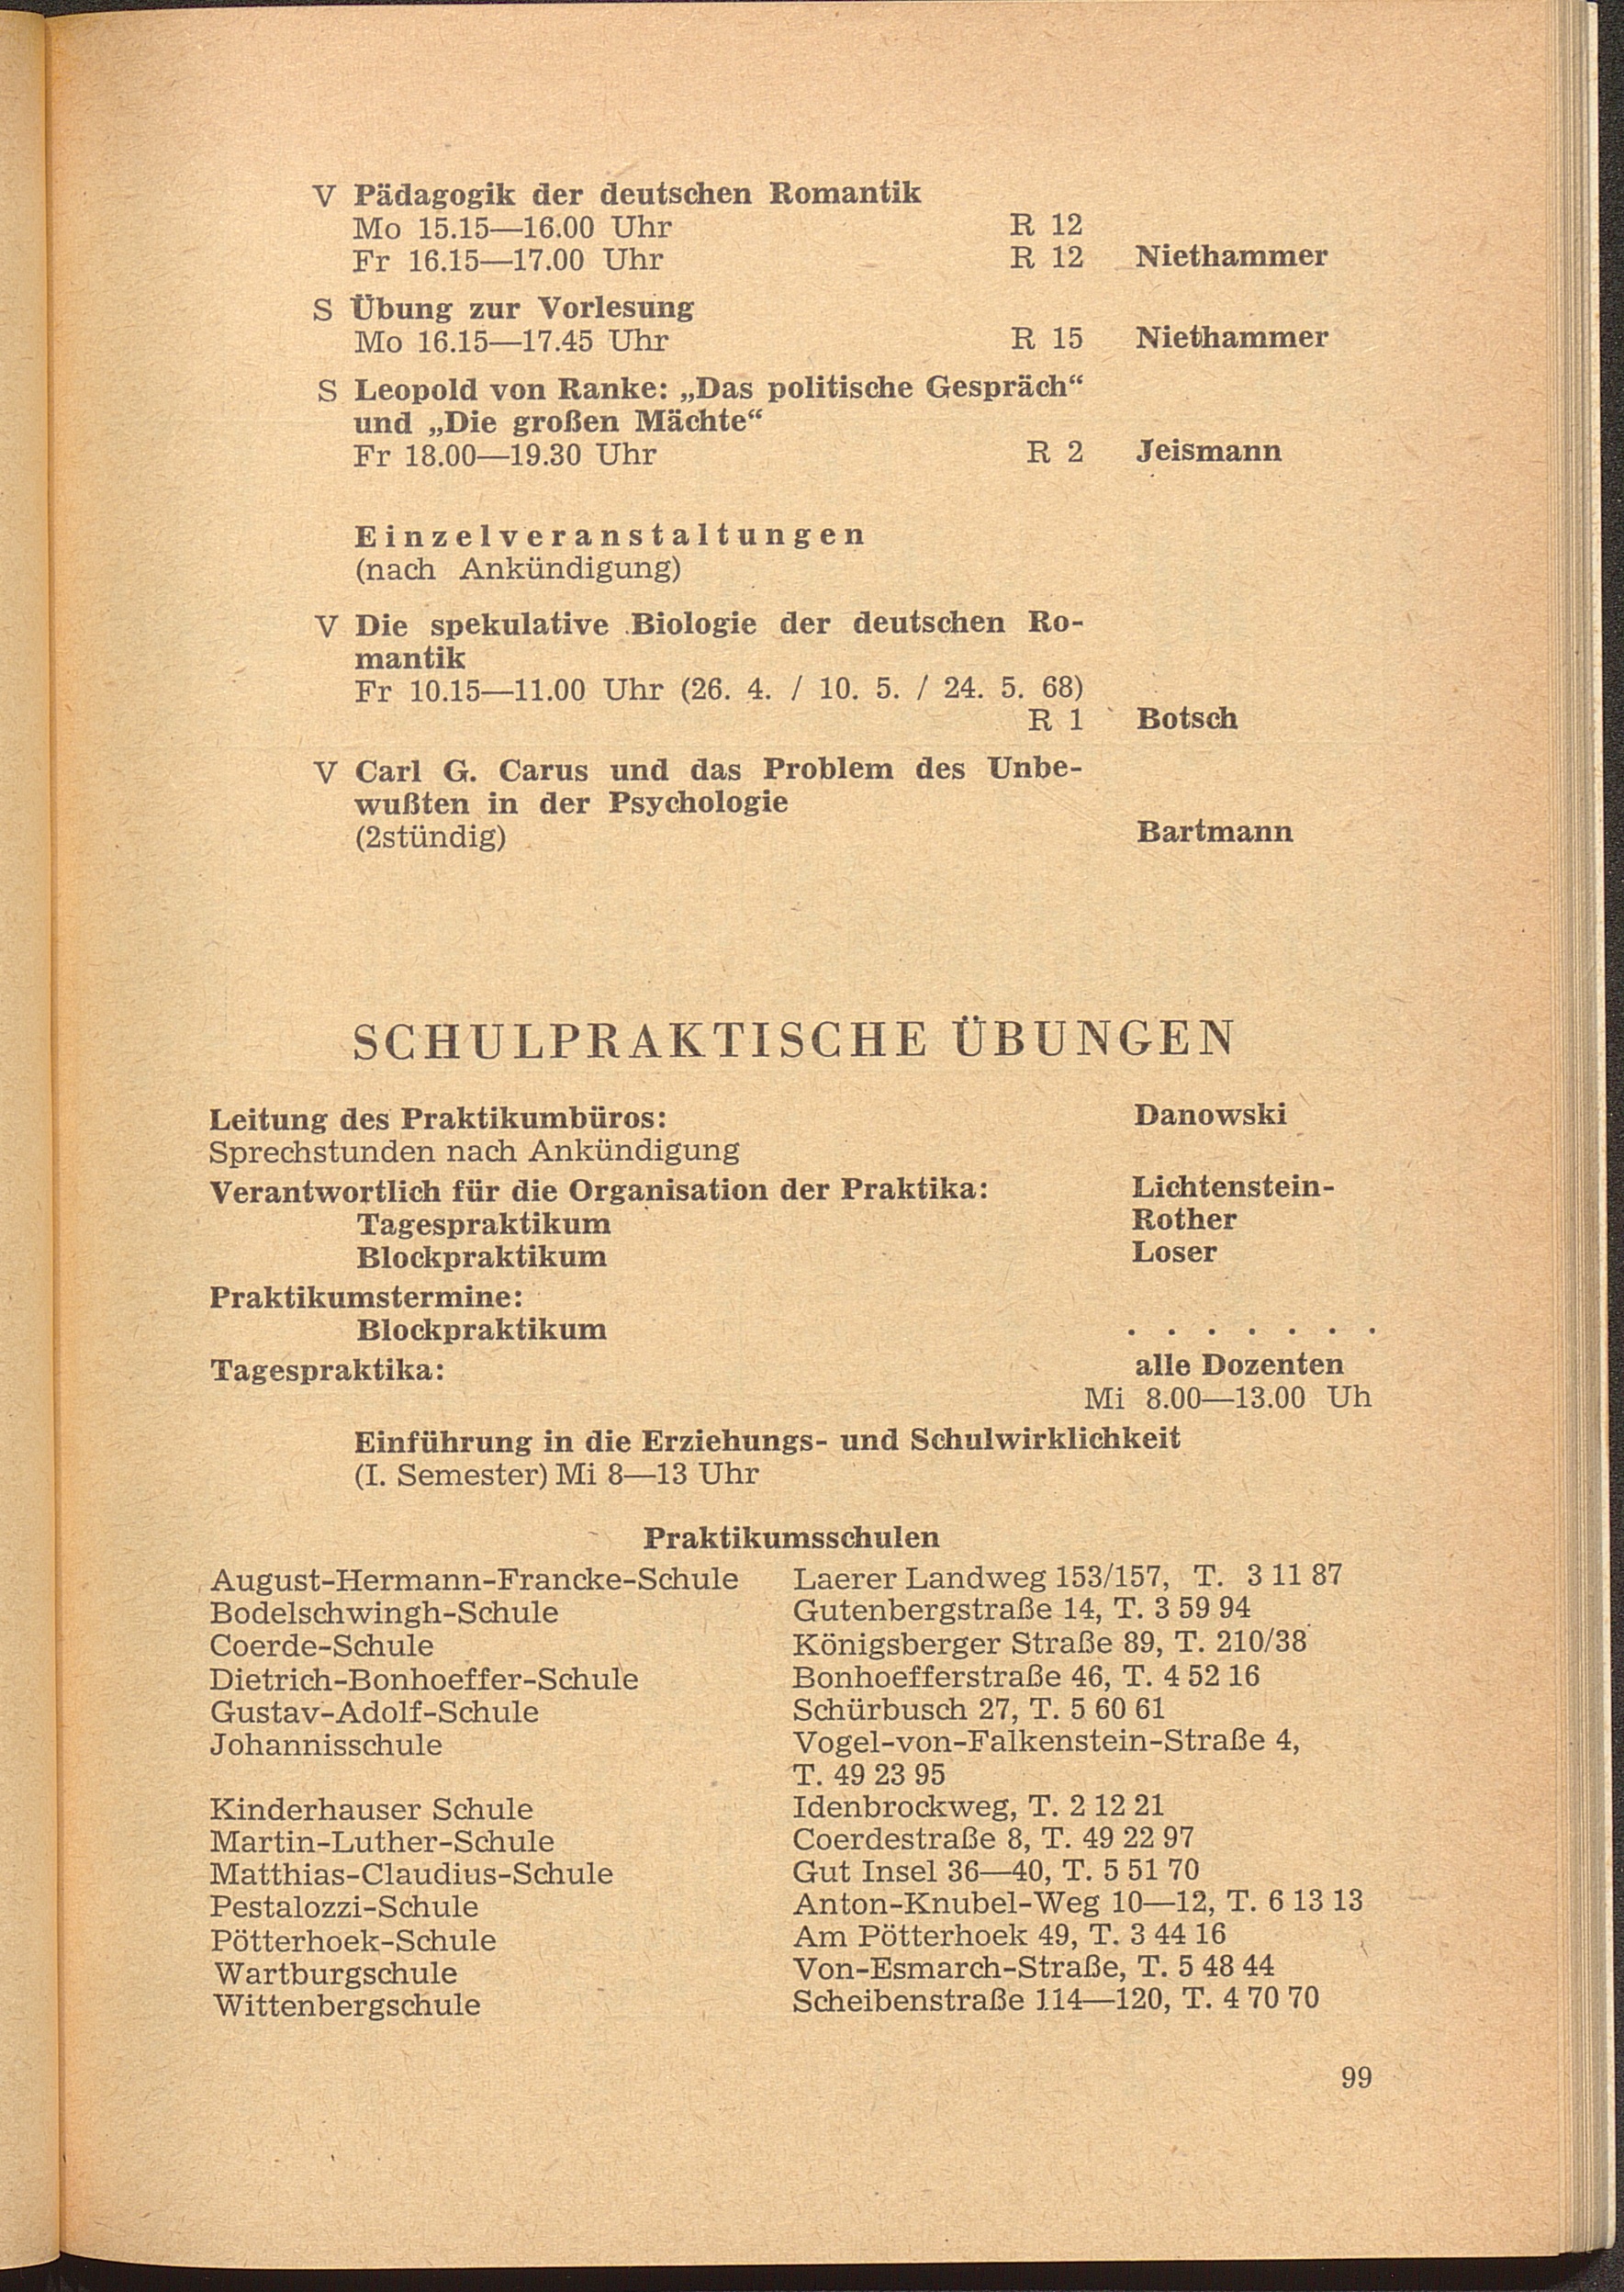 V Pädagogik der deutschen Romantik
Mo 15.15—16.00 Uhr R 12
Fr 16.15—17.00 Uhr R 12 Niethammer
S Übung zur Vorlesung
Mo 16.15—17.45 Uhr R 15 Niethammer
S Leopold von Ranke: „Das politische Gespräch“
und „Die großen Mächte“
Fr 18.00—19.30 Uhr R 2 Jeismann
Einzelveranstaltungen
(nach Ankündigung)
V Die spekulative Biologie der deutschen Ro-
mantik
Fr 10.15—11.00 Uhr (26. 4. / 10. 5. / 24. 5. 68)
R 1 Botsch
V Carl G. Carus und das Problem des Unbe-
wußten in der Psychologie
(2stündig) Bartmann
SCHULPRAKTISCHE ÜBUNGEN
Leitung des Praktikumbüros: Danowski
Sprechstunden nach Ankündigung
Verantwortlich für die Organisation der Praktika: Lichtenstein-
Tagespraktikum Rother
Blockpraktikum Loser
Praktikumstermine:
Blockpraktikum . . . . . . .
Tagespraktika: alle Dozenten
Mi 8.00—13.00 Uh
Einführung in die Erziehungs- und Schulwirklichkeit
(I. Semester) Mi 8—13 Uhr
Praktikumsschulen
August-Hermann-Francke-Schule Laerer Landweg 153/157, T. 3 11 87
Bodelschwingh-Schule Gutenbergstraße 14, T. 3 59 94
Coerde-Schule Königsberger Straße 89, T. 210/38
Dietrich-Bonhoeffer-Schule Bonhoefferstraße 46, T. 4 52 16
Gustav-Adolf-Schule Schürbusch 27, T. 5 60 61
Johannisschule Vogel-von-Falkenstein-Straße 4,
T. 49 23 95
Kinderhauser Schule Idenbrockweg, T. 2 12 21
Martin-Luther-Schule Coerdestraße 8, T. 49 22 97
Matthias-Claudius-Schule Gut Insel 36—40, T. 5 51 70
Pestalozzi-Schule Anton-Knubel-Weg 10—12, T. 6 13 13
Pötterhoek-Schule Am Pötterhoek 49, T. 3 44 16
Wartburgschule Von-Esmarch-Straße, T. 5 48 44
Wittenbergschule Scheibenstraße 114—120, T. 4 70 70
99